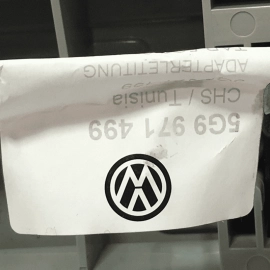 5G9 971 499
CHS / Tunisia
ADAPTERLEITUNG